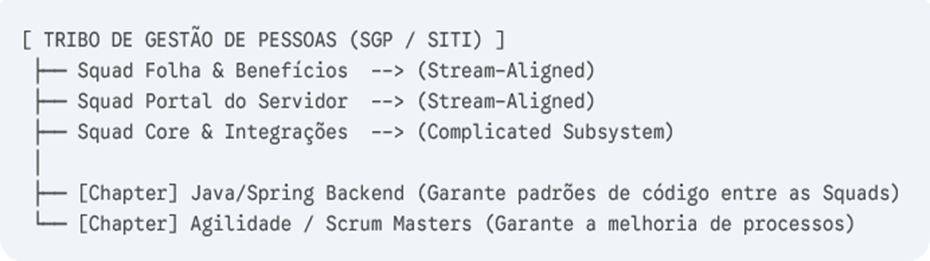 [ TRIBO DE GESTÃO DE PESSOAS (SGP / SITI) ]
├── Squad Folha & Benefícios --> (Stream-Aligned)
├── Squad Portal do Servidor --> (Stream-Aligned)
├── Squad Core & Integrações --> (Complicated Subsystem)
│
├── [Chapter] Java/Spring Backend (Garante padrões de código entre as Squads)
└── [Chapter] Agilidade / Scrum Masters (Garante a melhoria de processos)